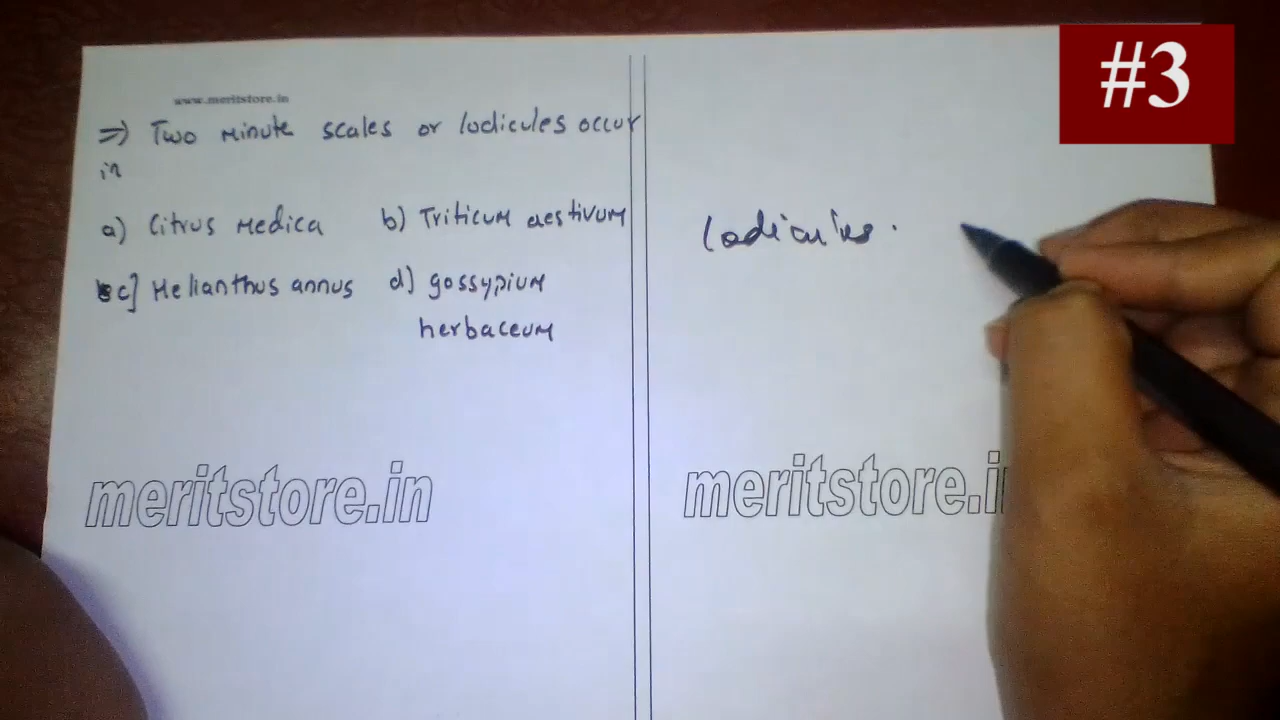 #3
www.meritstore.in
=> Two minute scales or lodicules occur
in
a) Citrus Medica b) Triticum aestivum
c] Helianthus annus d) gossypium
herbaceum
lodicules.
meritstore.in
meritstore.in